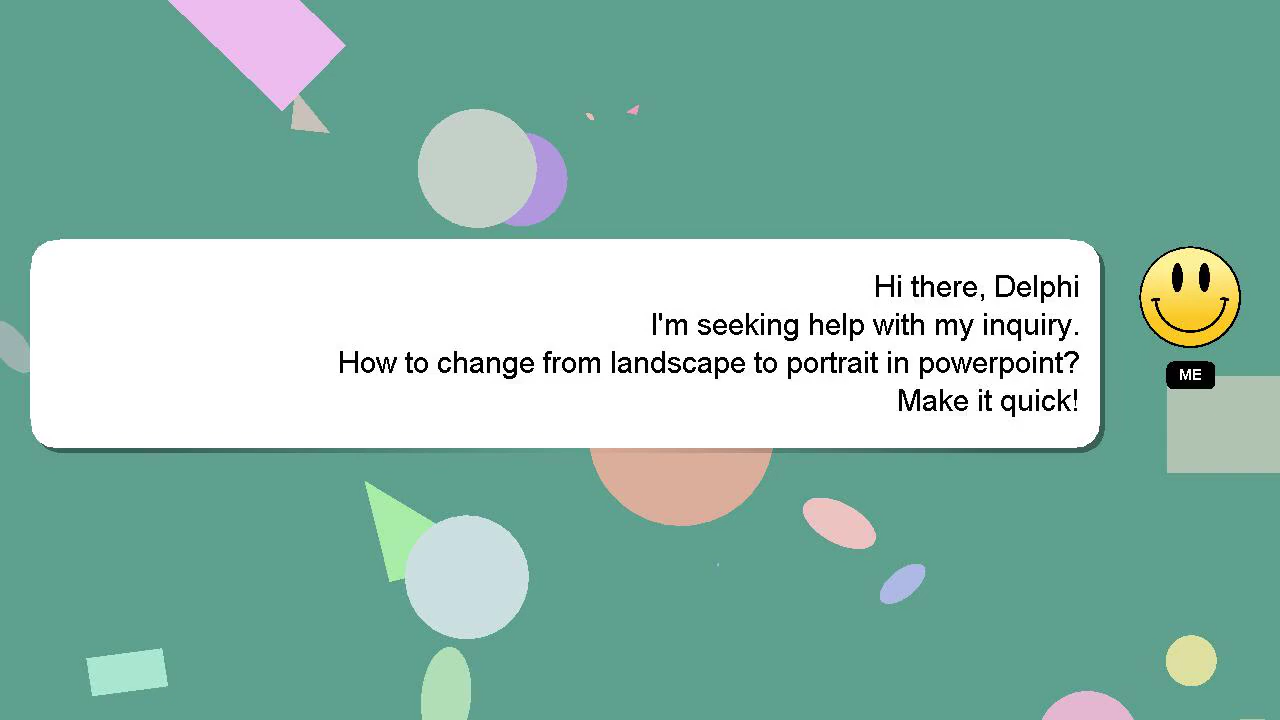 Hi there, Delphi
I'm seeking help with my inquiry.
How to change from landscape to portrait in powerpoint?
Make it quick!
ME